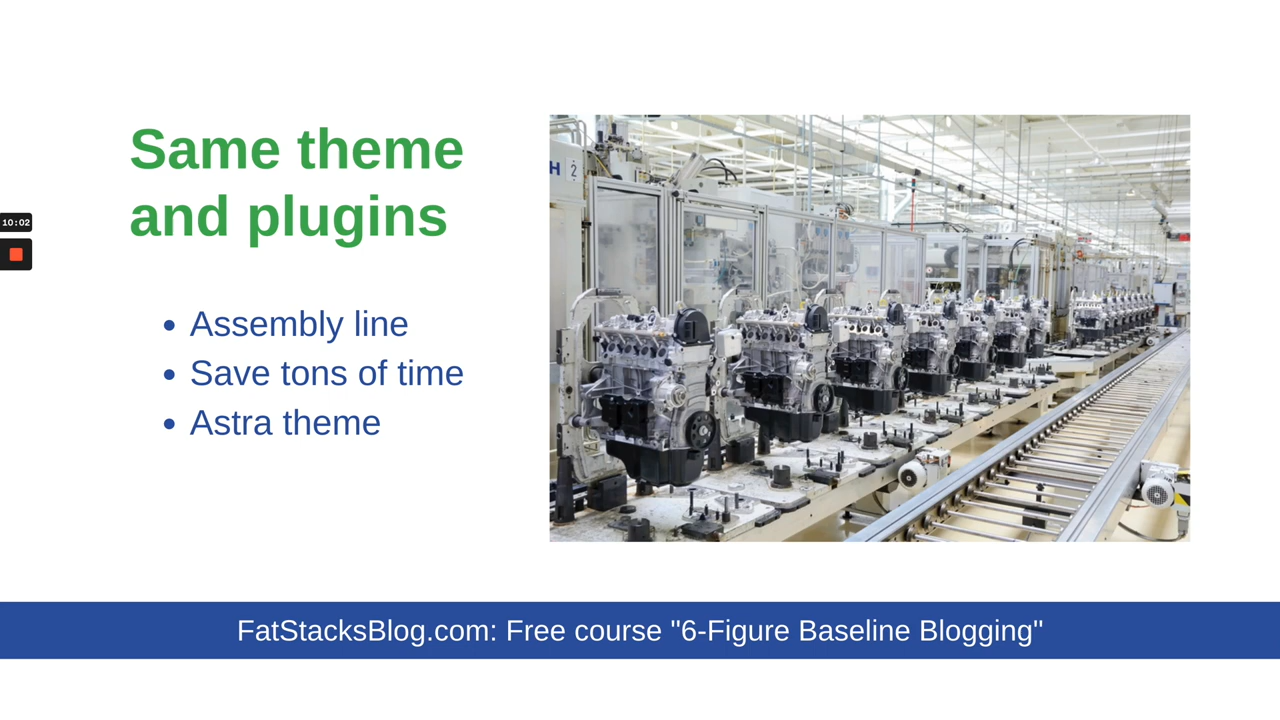 Same theme
and plugins
10:02
• Assembly line
• Save tons of time
• Astra theme
H 2
FatStacksBlog.com: Free course "6-Figure Baseline Blogging"